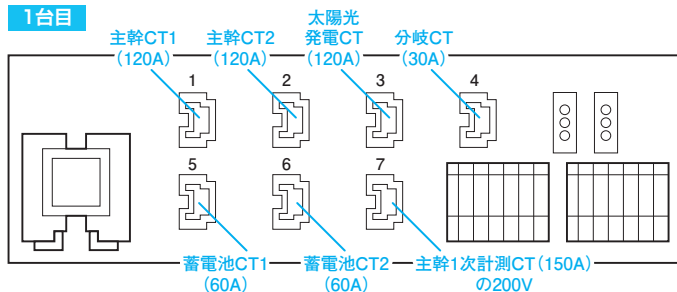 1台目
主幹CT1
(120A)
主幹CT2
(120A)
太陽光
発電CT
(120A)
分岐CT
(30A)
1
2
3
4
5
6
7
蓄電池CT1
(60A)
蓄電池CT2
(60A)
主幹1次計測CT(150A)
の200V